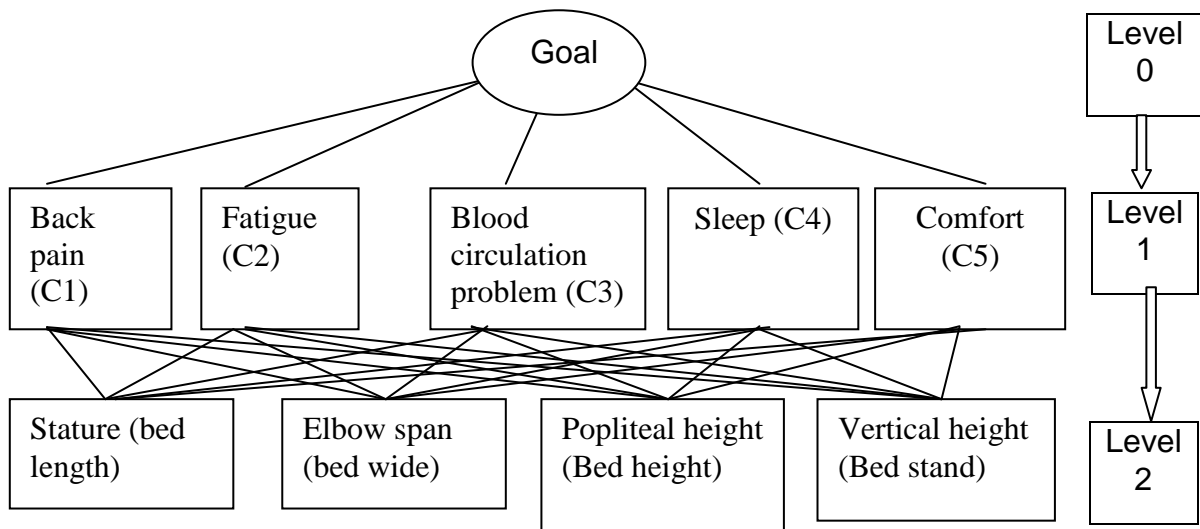 Goal
Level
0
Back
pain
(C1)
Fatigue
(C2)
Blood
circulation
problem (C3)
Sleep (C4)
Comfort
(C5)
Level
1
Stature (bed
length)
Elbow span
(bed wide)
Popliteal height
(Bed height)
Vertical height
(Bed stand)
Level
2